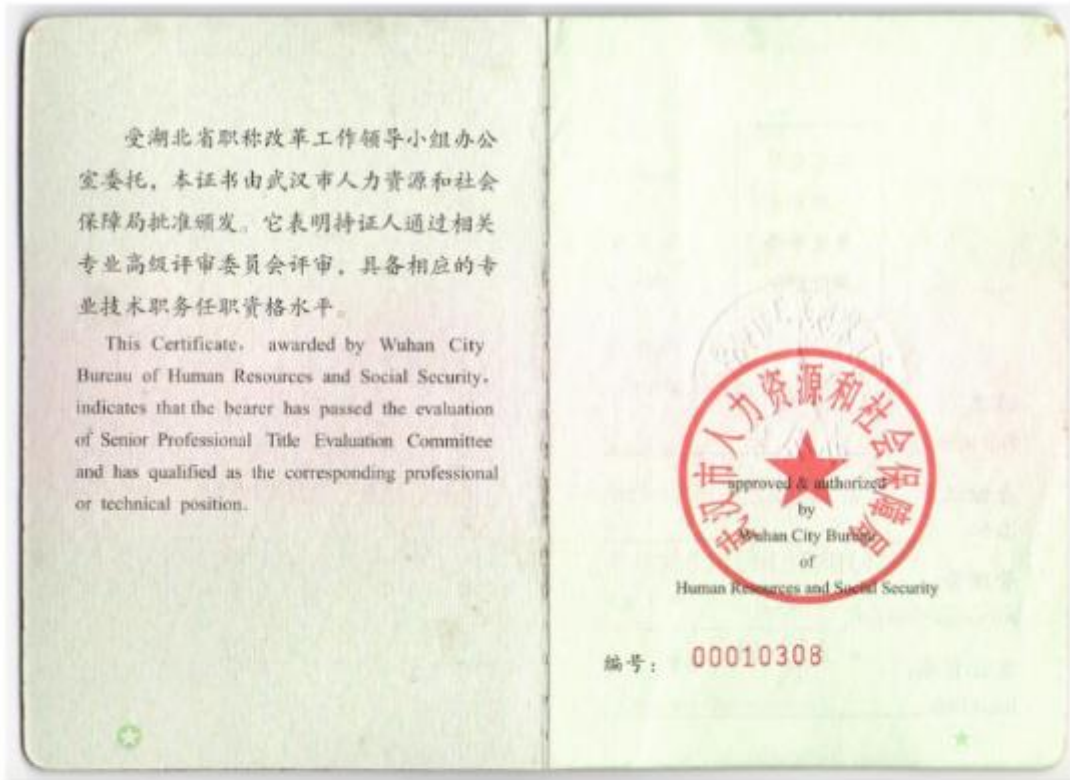 受湖北省职称改革工作领导小组办公
室委托，本证书由武汉市人力资源和社会
保障局批准颁发。它表明持证人通过相关
专业高级评审委员会评审，具备相应的专
业技术职务任职资格水平。
This Certificate, awarded by Wuhan City
Bureau of Human Resources and Social Security,
indicates that the bearer has passed the evaluation
of Senior Professional Title Evaluation Committee
and has qualified as the corresponding professional
or technical position.
武汉市人力资源和社会保障局
approved & authorized
by
Wuhan City Bureau
of
Human Resources and Social Security
编号： 00010308